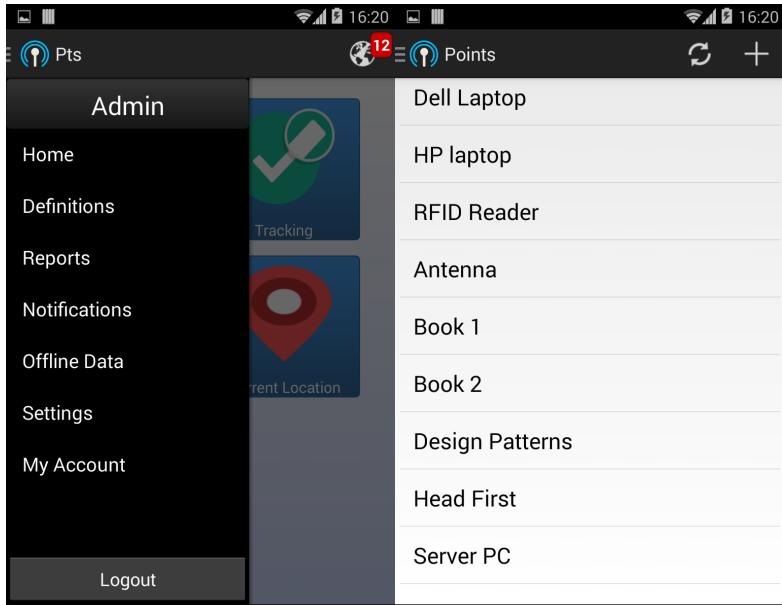 16:20
Pts
12
Admin
Home
Definitions
Reports
Notifications
Offline Data
Settings
My Account
Logout
Tracking
rrent Location
16:20
Points
Dell Laptop
HP laptop
RFID Reader
Antenna
Book 1
Book 2
Design Patterns
Head First
Server PC